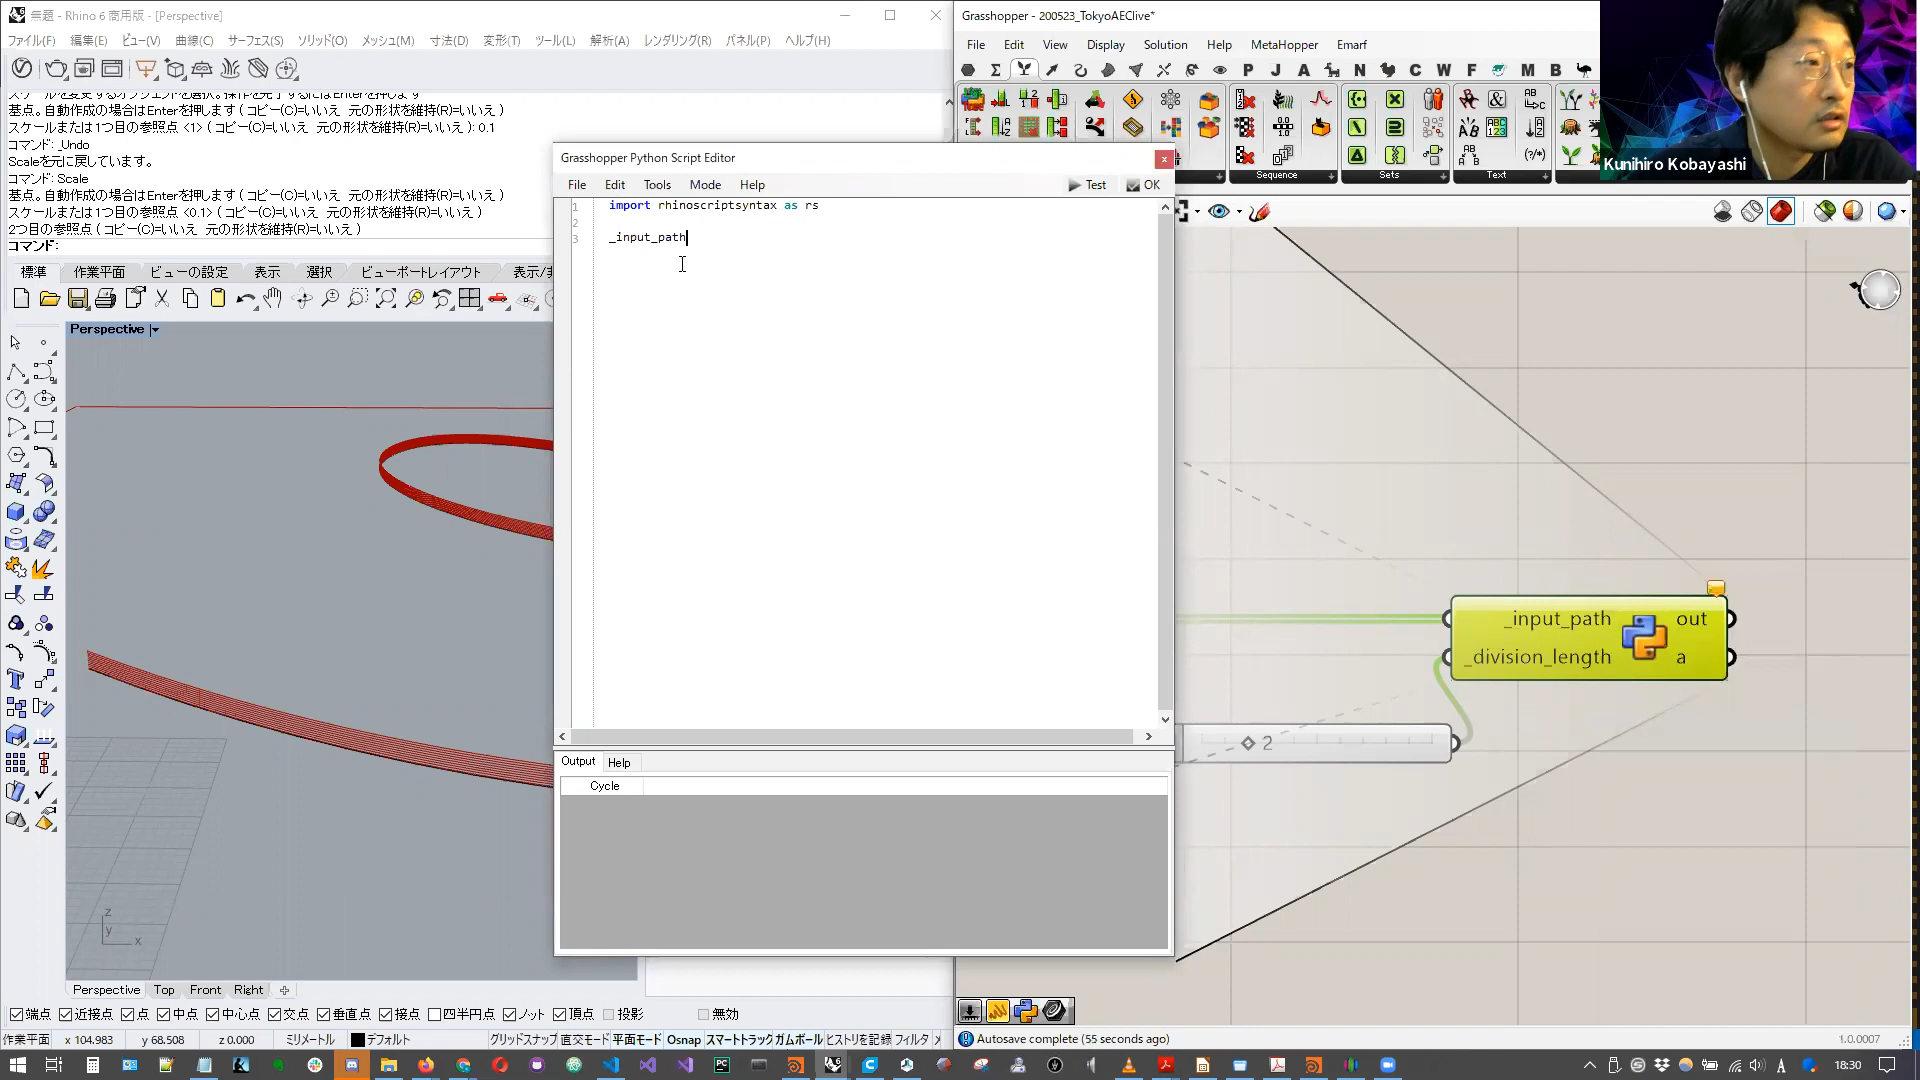 無題 - Rhino 6 商用版 - [Perspective]
ファイル(F) 編集(E) ビュー(V) 曲線(C) サーフェス(S) ソリッド(O) メッシュ(M) 寸法(D) 変形(T) ツール(L) 解析(A) レンダリング(R) パネル(P) ヘルプ(H)
基点。自動作成の場合はEnterを押します ( コピー(C)=いいえ 元の形状を維持(R)=いいえ )
スケールまたは1つ目の参照点 <1> ( コピー(C)=いいえ 元の形状を維持(R)=いいえ ): 0.1
コマンド: _Undo
Scaleを元に戻しています。
コマンド: Scale
基点。自動作成の場合はEnterを押します ( コピー(C)=いいえ 元の形状を維持(R)=いいえ )
スケールまたは1つ目の参照点 <0.1> ( コピー(C)=いいえ 元の形状を維持(R)=いいえ )
2つ目の参照点 ( コピー(C)=いいえ 元の形状を維持(R)=いいえ )
コマンド:
標準 作業平面 ビューの設定 表示 選択 ビューポートレイアウト 表示/
Perspective
z
y
x
Perspective Top Front Right
端点 近接点 点 中点 中心点 交点 垂直点 接点 四半円点 ノット 頂点 投影 無効
作業平面 x 104.983 y 68.508 z 0.000 ミリメートル デフォルト グリッドスナップ 直交モード 平面モード Osnap スマートトラック ガムボール ヒストリを記録 フィルタ
Grasshopper Python Script Editor
File Edit Tools Mode Help Test OK
1 import rhinoscriptsyntax as rs
2
3 _input_path
Output Help
Cycle
Grasshopper - 200523_TokyoAEClive*
File Edit View Display Solution Help MetaHopper Emarf
P J A N C W F M B
Sequence Sets Text
Kunihiro Kobayashi
_input_path out
_division_length a
2
Autosave complete (55 seconds ago)
1.0.0007
18:30